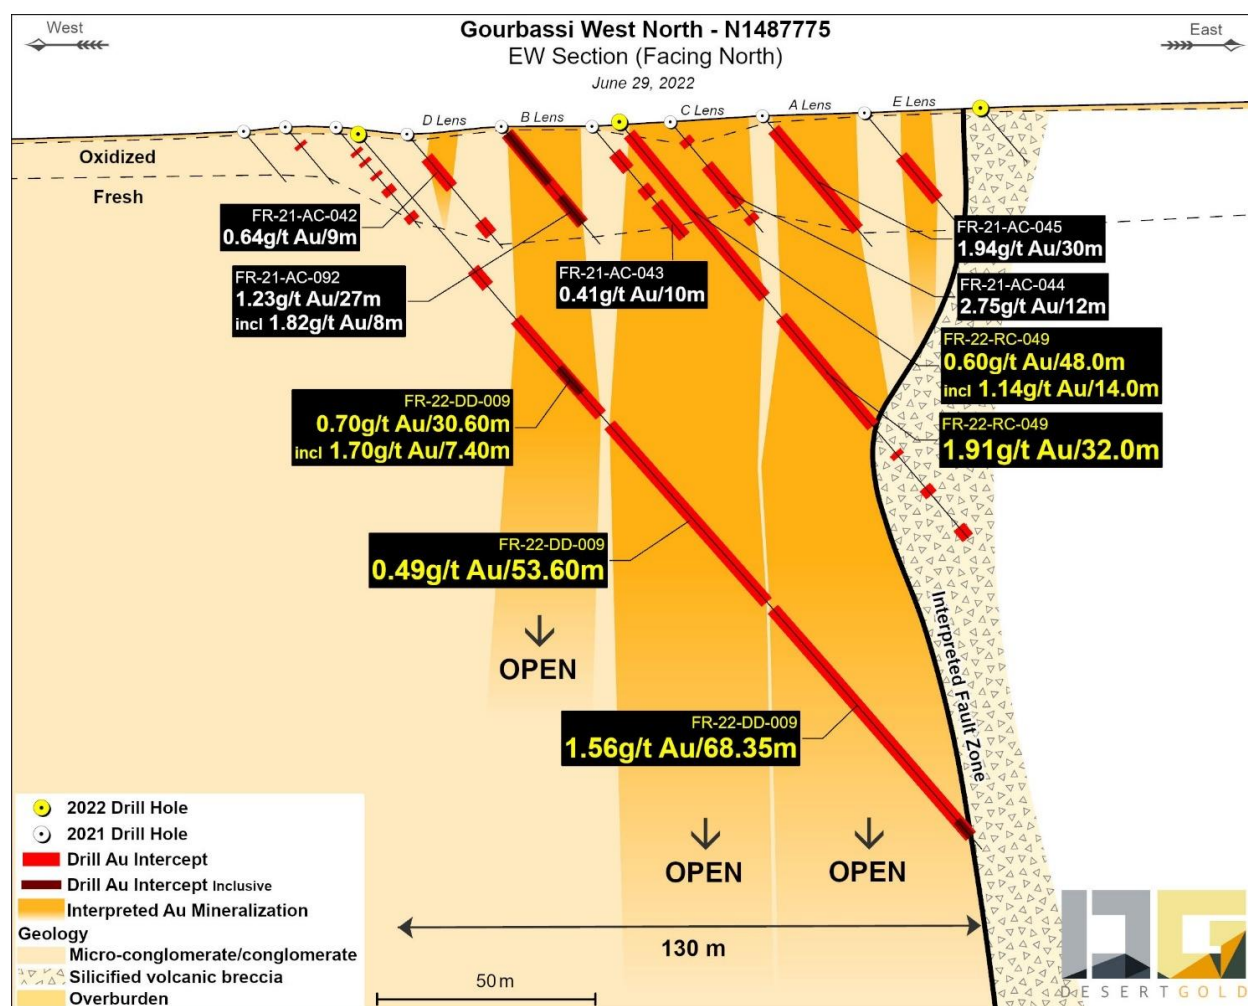 West
Gourbassi West North - N1487775
East
EW Section (Facing North)
June 29, 2022
D Lens
B Lens
C Lens
A Lens
E Lens
Oxidized
Fresh
FR-21-AC-042
0.64g/t Au/9m
FR-21-AC-092
1.23g/t Au/27m
incl 1.82g/t Au/8m
FR-21-AC-043
0.41g/t Au/10m
FR-21-AC-045
1.94g/t Au/30m
FR-21-AC-044
2.75g/t Au/12m
FR-22-RC-049
0.60g/t Au/48.0m
incl 1.14g/t Au/14.0m
FR-22-RC-049
1.91g/t Au/32.0m
FR-22-DD-009
0.70g/t Au/30.60m
incl 1.70g/t Au/7.40m
FR-22-DD-009
0.49g/t Au/53.60m
Interpreted Fault Zone
OPEN
FR-22-DD-009
1.56g/t Au/68.35m
OPEN
OPEN
130 m
50 m
2022 Drill Hole
2021 Drill Hole
Drill Au Intercept
Drill Au Intercept Inclusive
Interpreted Au Mineralization
Geology
Micro-conglomerate/conglomerate
Silicified volcanic breccia
Overburden
DG
DESERTGOLD